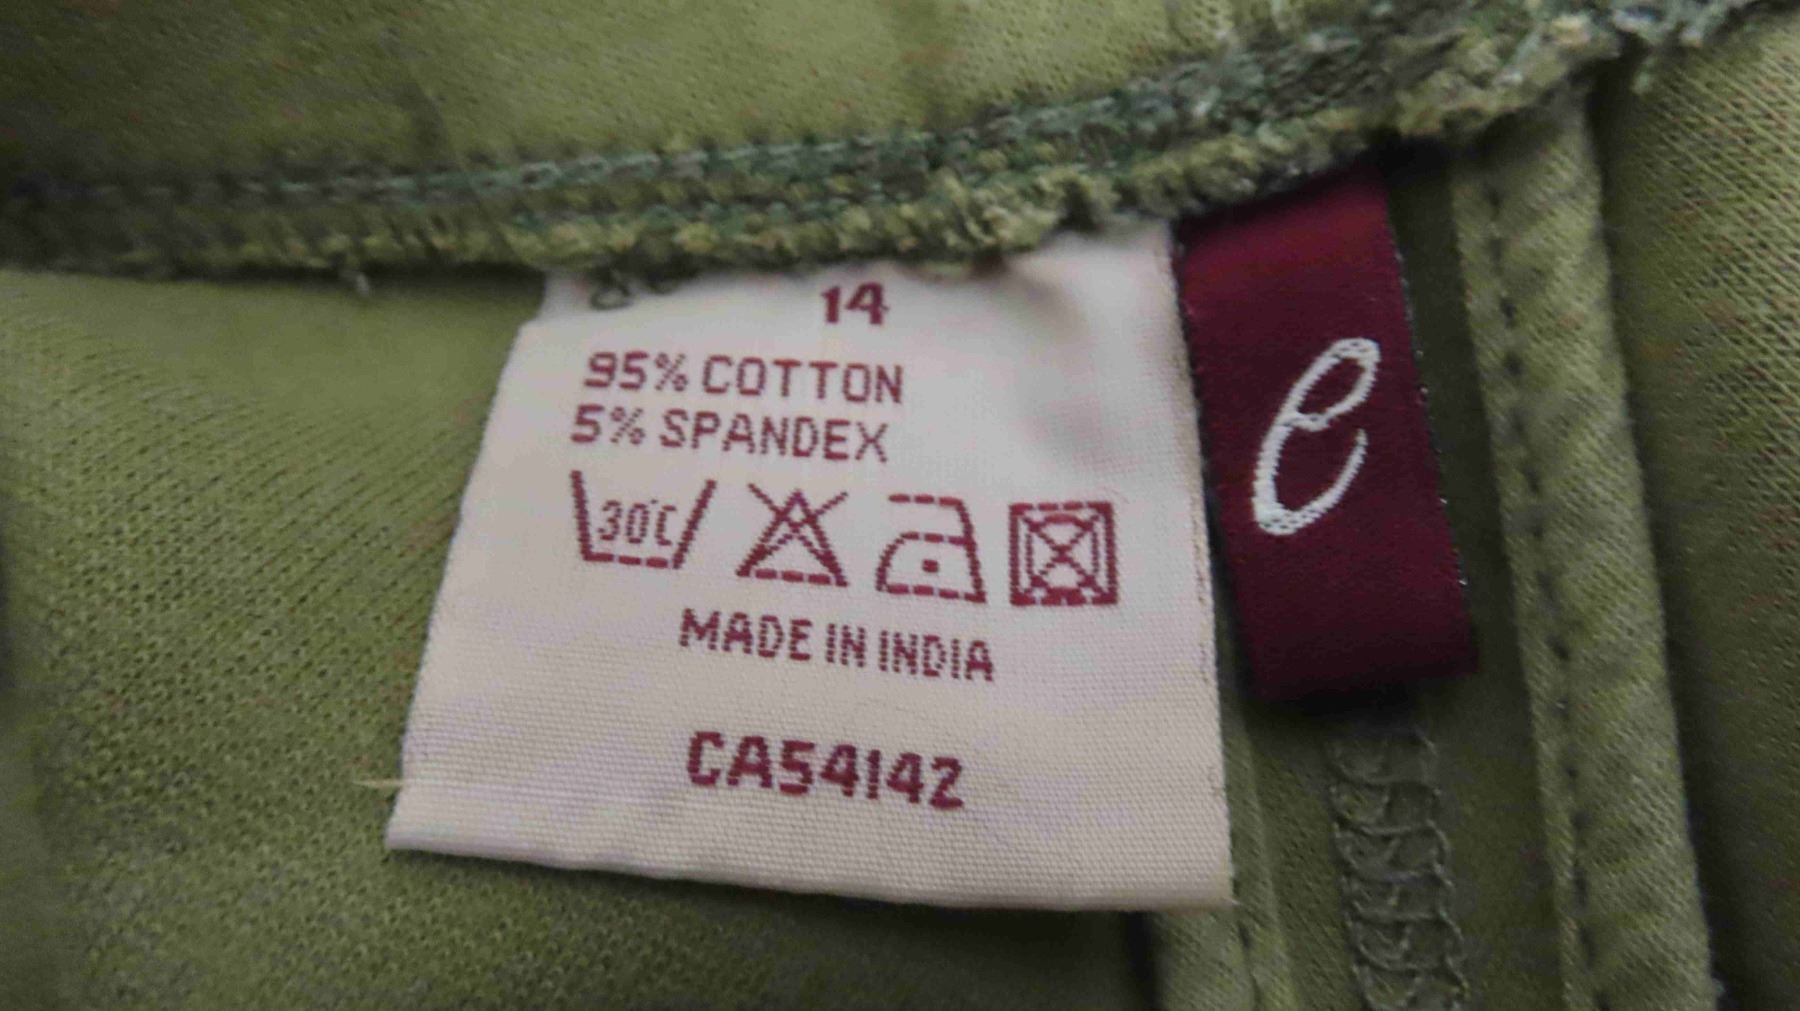 14
95% COTTON
5% SPANDEX
30°C
MADE IN INDIA
CA54142
e